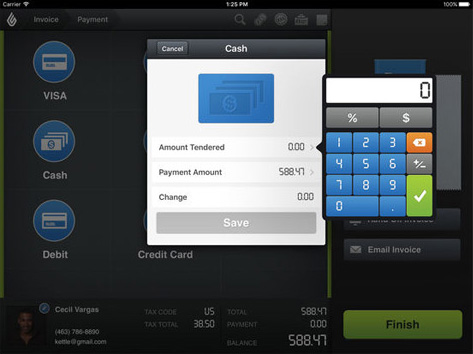 Carrier
1:25 PM
100%
Invoice
Payment
Cancel
Cash
VISA
Cash
Debit
Credit Card
Amount Tendered 0.00
Payment Amount 588.47
Change 0.00
Save
0
% $
1 2 3
4 5 6 +/-
7 8 9
0 .
Email Invoice
Finish
Cecil Vargas
(463) 786-8890
kettle@gmail.com
TAX CODE US
TAX TOTAL 38.50
TOTAL 588.47
PAYMENT 0.00
BALANCE 588.47